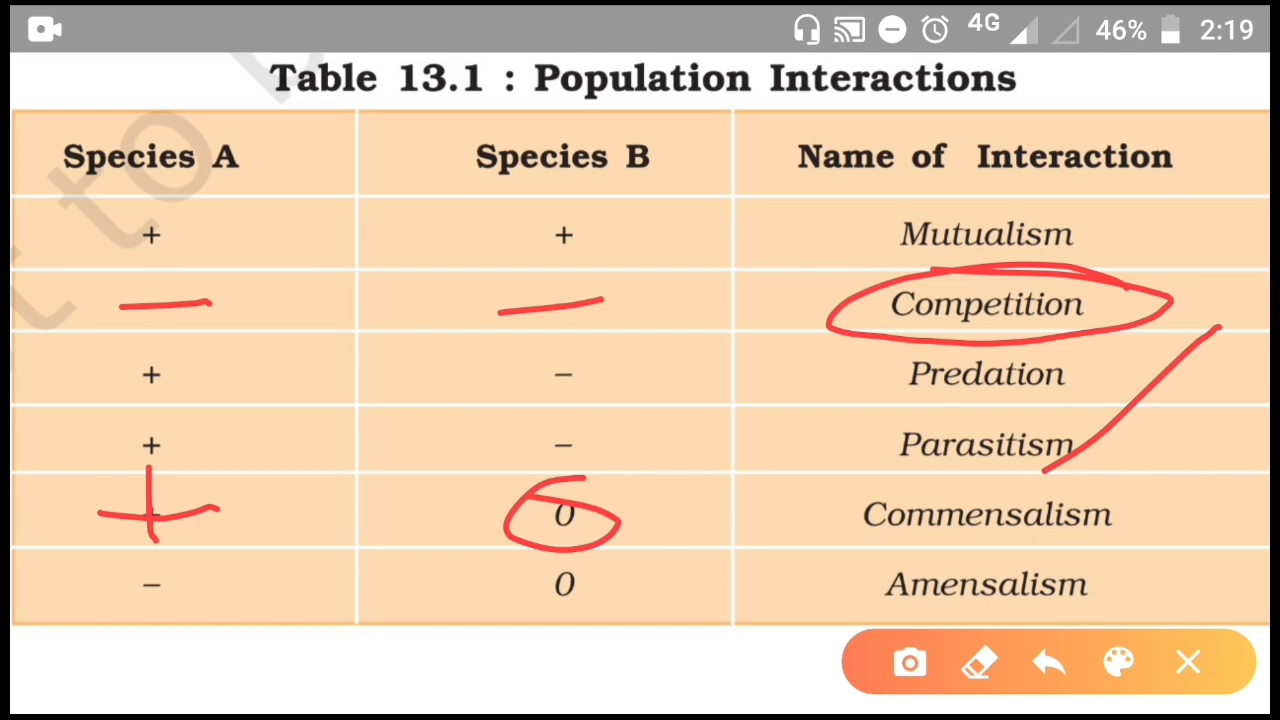 4G 46% 2:19
Table 13.1 : Population Interactions
Species A Species B Name of Interaction
+ + Mutualism
— — Competition
+ – Predation
+ – Parasitism
+ 0 Commensalism
– 0 Amensalism